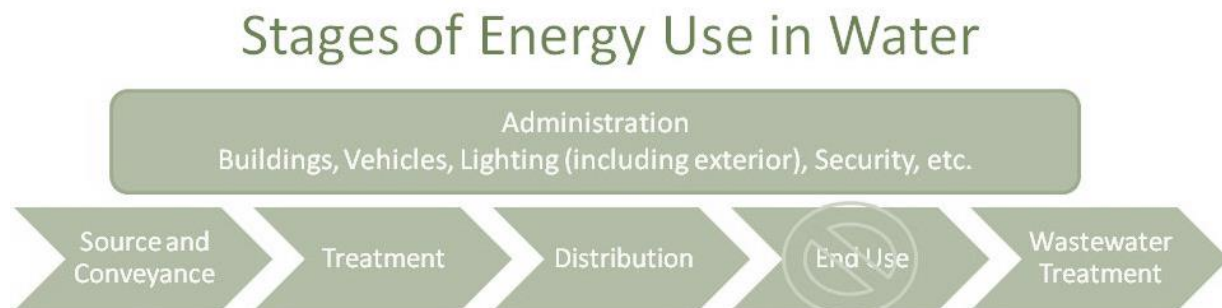 Stages of Energy Use in Water
Administration
Buildings, Vehicles, Lighting (including exterior), Security, etc.
Source and
Conveyance
Treatment
Distribution
End Use
Wastewater
Treatment